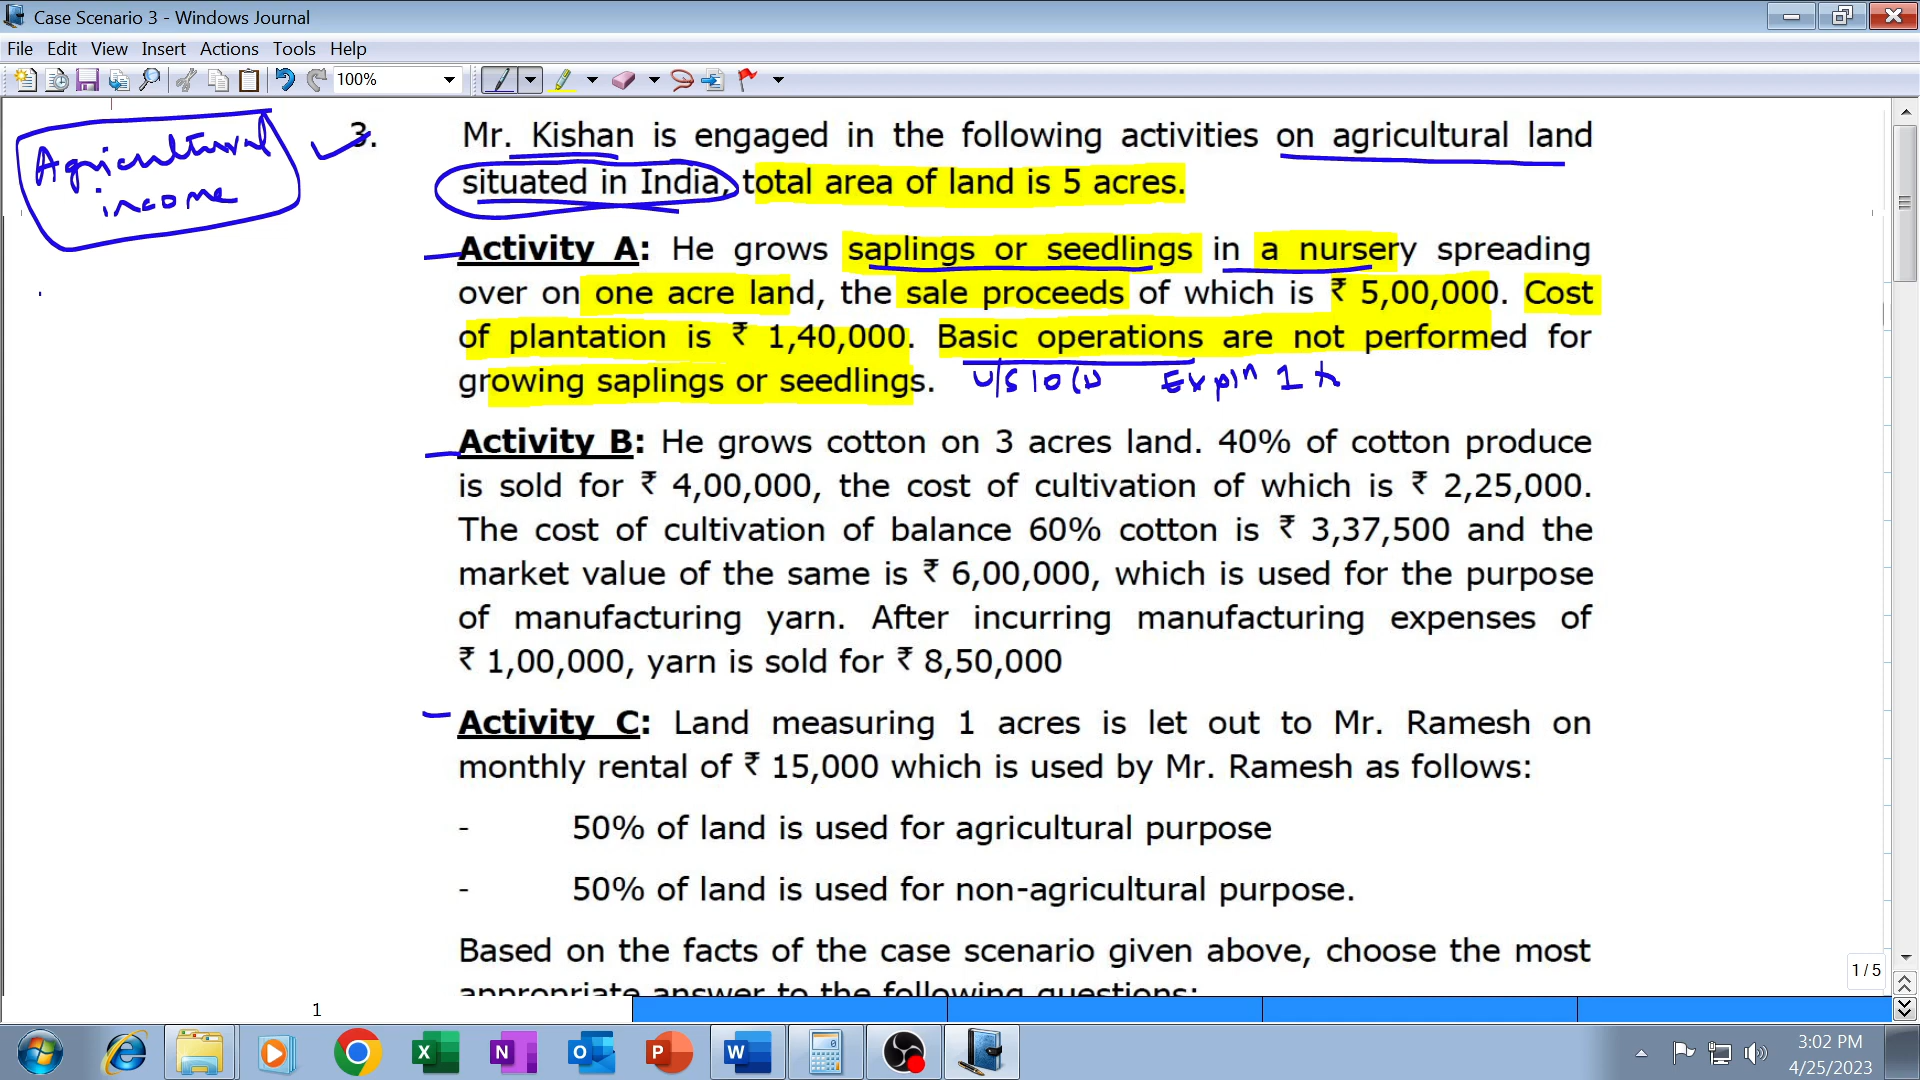 Case Scenario 3 - Windows Journal
File Edit View Insert Actions Tools Help
100%
Agricultural
income
3. Mr. Kishan is engaged in the following activities on agricultural land
situated in India, total area of land is 5 acres.
Activity A: He grows saplings or seedlings in a nursery spreading
over on one acre land, the sale proceeds of which is ₹ 5,00,000. Cost
of plantation is ₹ 1,40,000. Basic operations are not performed for
growing saplings or seedlings.
Activity B: He grows cotton on 3 acres land. 40% of cotton produce
is sold for ₹ 4,00,000, the cost of cultivation of which is ₹ 2,25,000.
The cost of cultivation of balance 60% cotton is ₹ 3,37,500 and the
market value of the same is ₹ 6,00,000, which is used for the purpose
of manufacturing yarn. After incurring manufacturing expenses of
₹ 1,00,000, yarn is sold for ₹ 8,50,000
Activity C: Land measuring 1 acres is let out to Mr. Ramesh on
monthly rental of ₹ 15,000 which is used by Mr. Ramesh as follows:
- 50% of land is used for agricultural purpose
- 50% of land is used for non-agricultural purpose.
Based on the facts of the case scenario given above, choose the most
appropriate answer to the following questions:
1 / 5
1
3:02 PM
4/25/2023